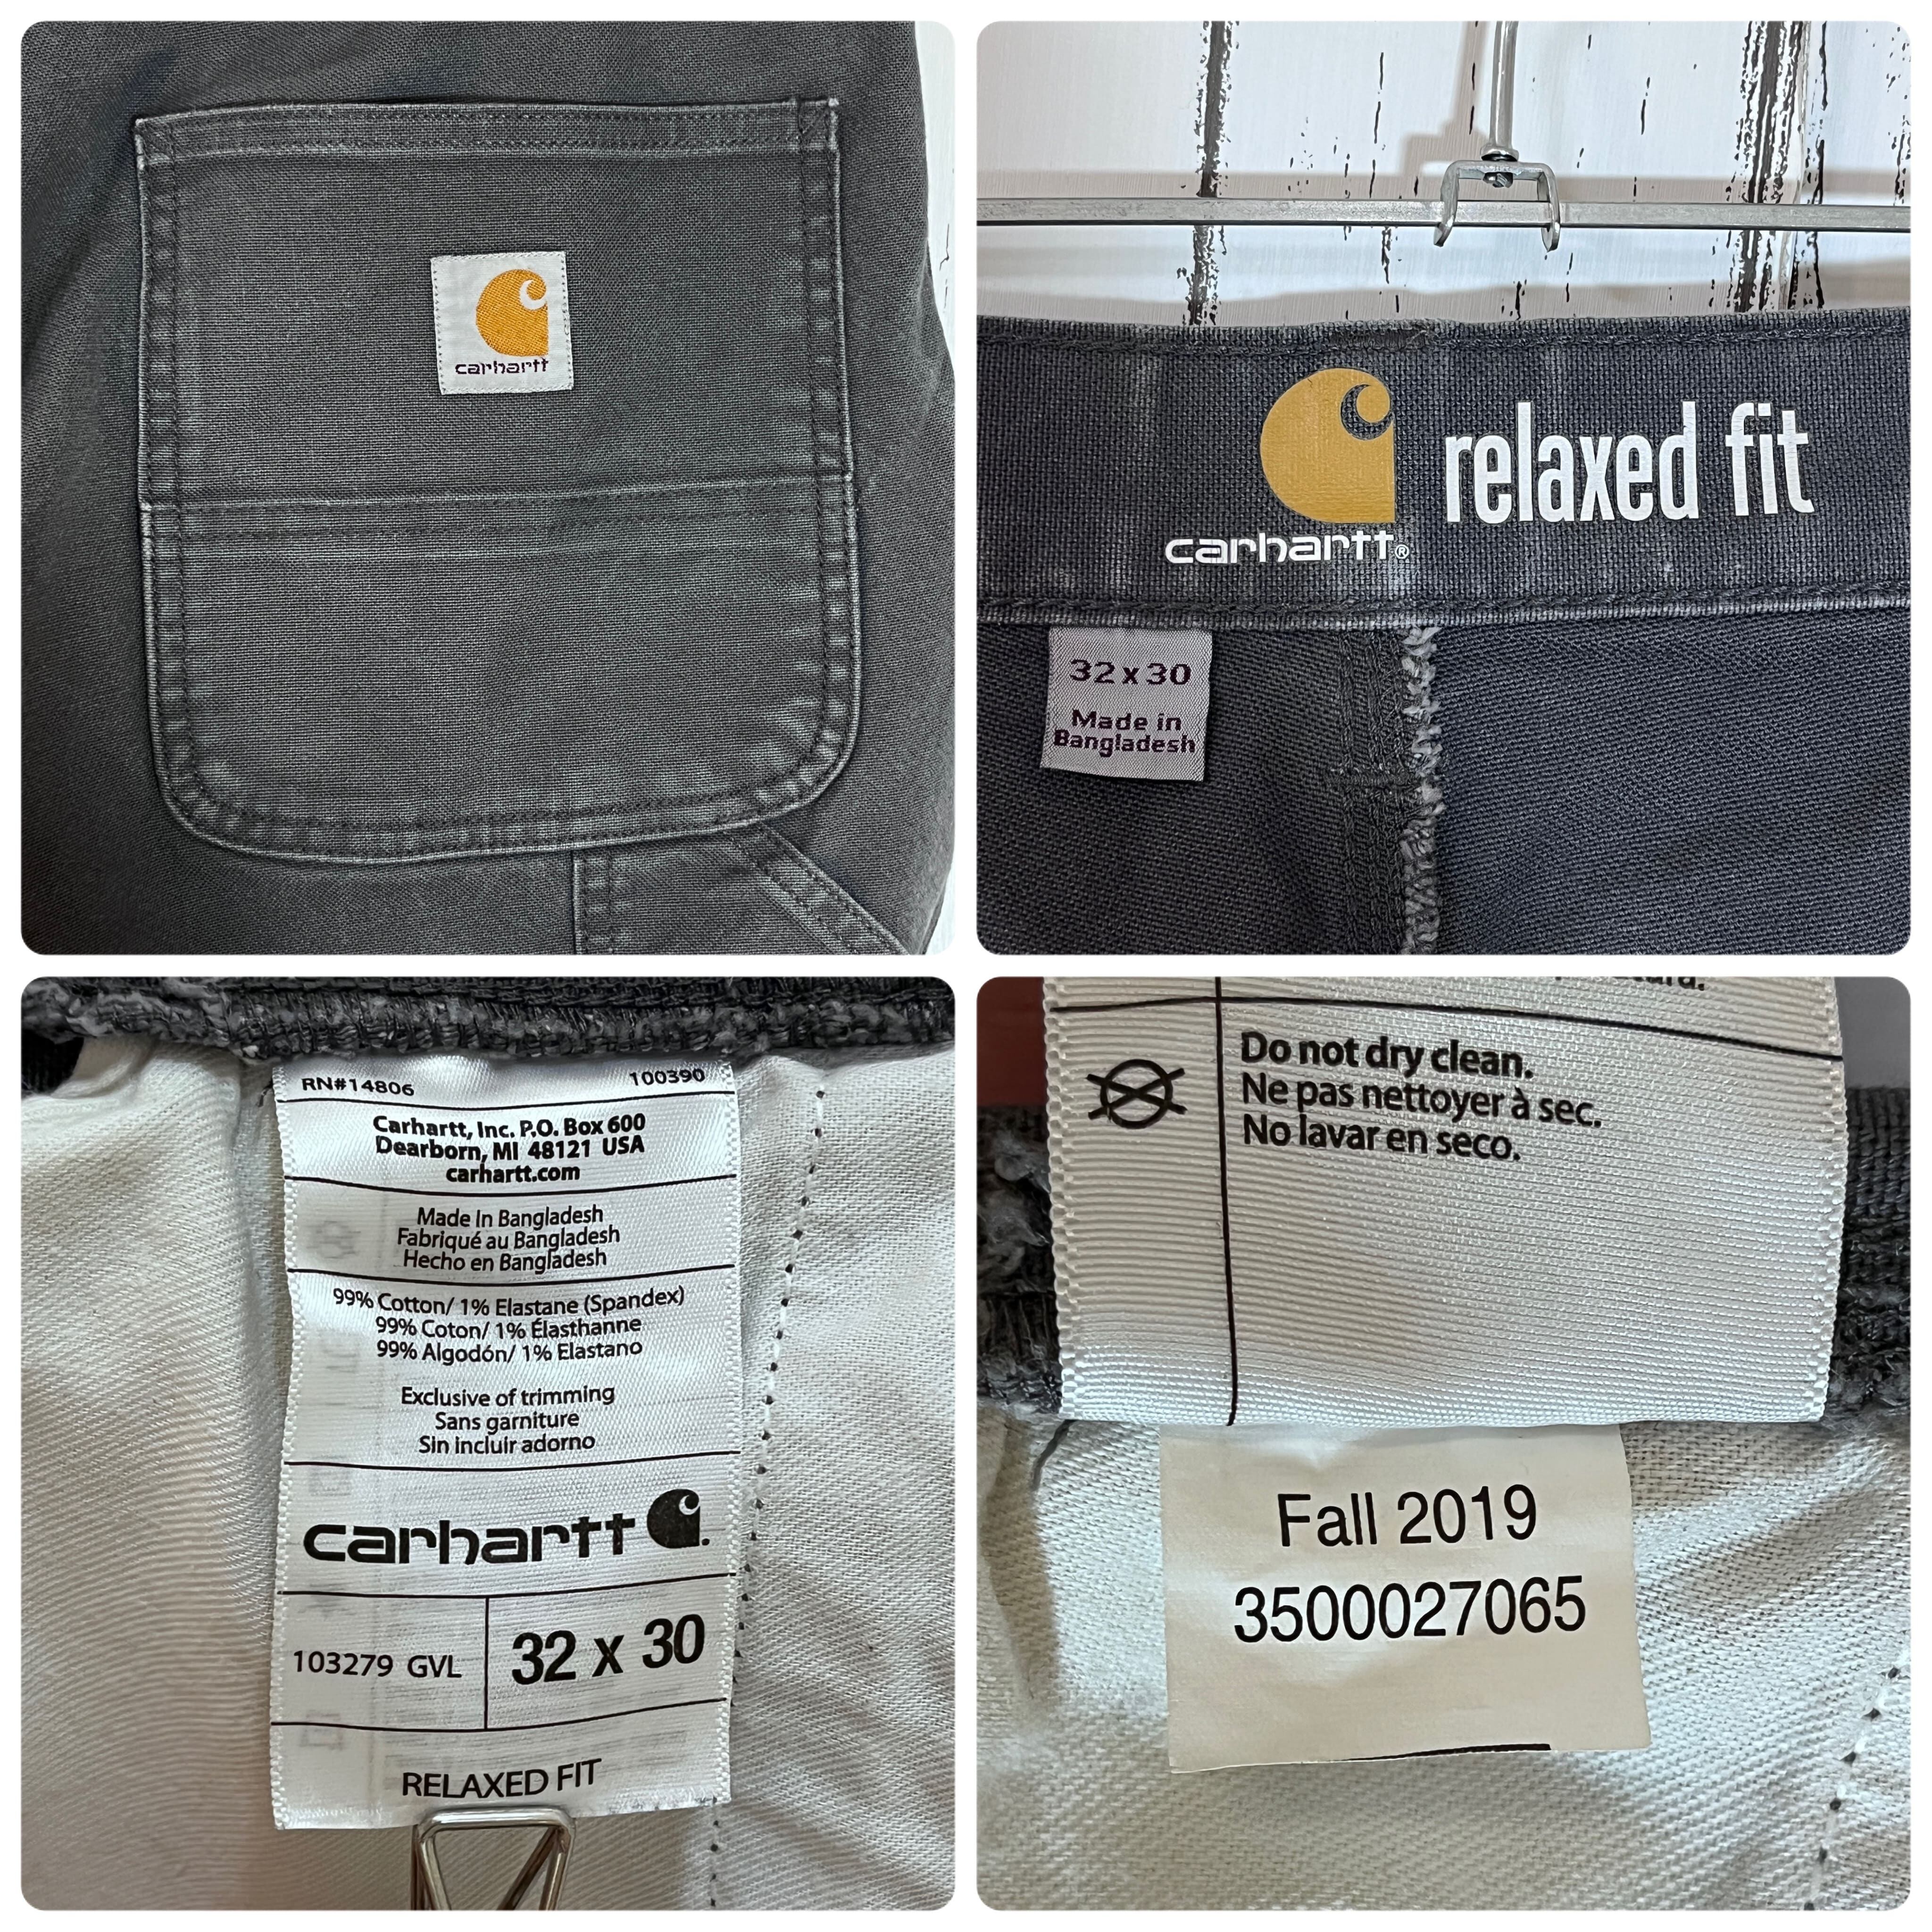 carhartt
carhartt®
relaxed fit
32 x 30
Made in
Bangladesh
RN#14806 100390
Carhartt, Inc. P.O. Box 600
Dearborn, MI 48121 USA
carhartt.com
Made In Bangladesh
Fabriqué au Bangladesh
Hecho en Bangladesh
99% Cotton/ 1% Elastane (Spandex)
99% Coton/ 1% Élasthanne
99% Algodón/ 1% Elastano
Exclusive of trimming
Sans garniture
Sin incluir adorno
carhartt
103279 GVL 32 x 30
RELAXED FIT
Do not dry clean.
Ne pas nettoyer à sec.
No lavar en seco.
Fall 2019
3500027065